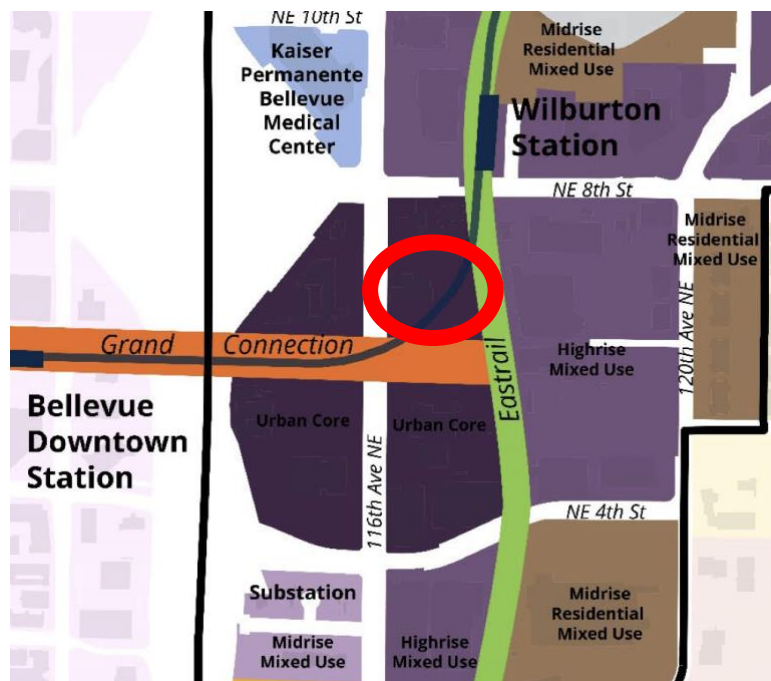 NE 10th St
Kaiser
Permanente
Bellevue
Medical
Center
Midrise
Residential
Mixed Use
Wilburton
Station
NE 8th St
Midrise
Residential
Mixed Use
120th Ave NE
Grand Connection
Eastrail
Highrise
Mixed Use
Bellevue
Downtown
Station
Urban Core
116th Ave NE
Urban Core
NE 4th St
Substation
Midrise
Mixed Use
Highrise
Mixed Use
Midrise
Residential
Mixed Use